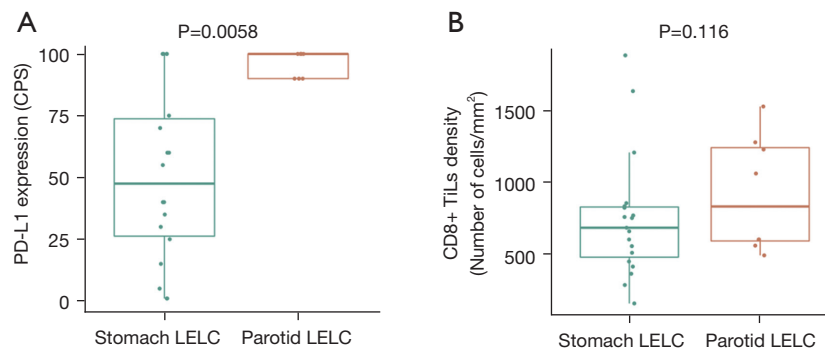 A
P=0.0058
PD-L1 expression (CPS)
100
75
50
25
0
Stomach LELC
Parotid LELC
B
P=0.116
CD8+ TiLs density
(Number of cells/mm²)
1500
1000
500
Stomach LELC
Parotid LELC